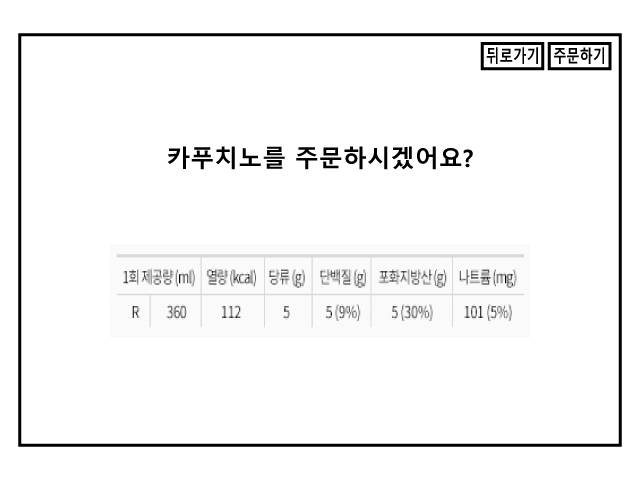 뒤로가기 주문하기
카푸치노를 주문하시겠어요?
1회 제공량 (ml) 열량 (kcal) 당류 (g) 단백질 (g) 포화지방산 (g) 나트륨 (mg)
R 360 112 5 5 (9%) 5 (30%) 101 (5%)